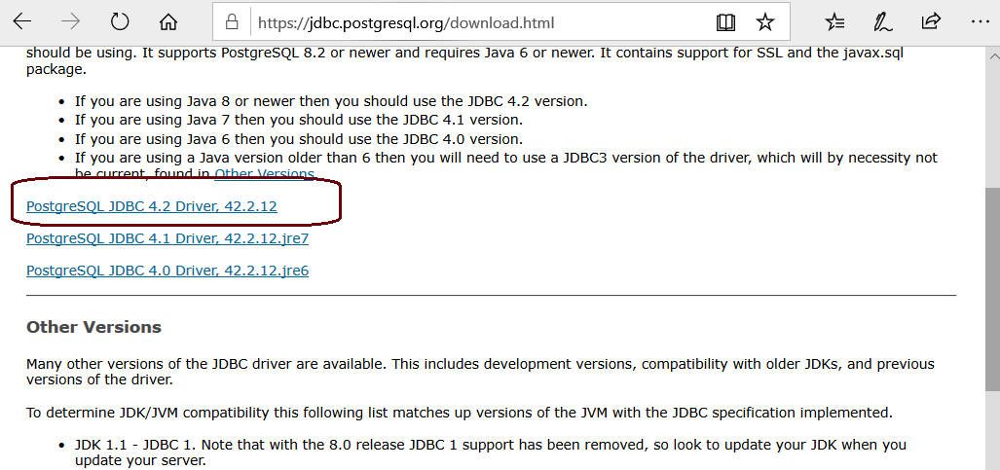 https://jdbc.postgresql.org/download.html
should be using. It supports PostgreSQL 8.2 or newer and requires Java 6 or newer. It contains support for SSL and the javax.sql
package.
• If you are using Java 8 or newer then you should use the JDBC 4.2 version.
• If you are using Java 7 then you should use the JDBC 4.1 version.
• If you are using Java 6 then you should use the JDBC 4.0 version.
• If you are using a Java version older than 6 then you will need to use a JDBC3 version of the driver, which will by necessity not
be current, found in Other Versions.
PostgreSQL JDBC 4.2 Driver, 42.2.12
PostgreSQL JDBC 4.1 Driver, 42.2.12.jre7
PostgreSQL JDBC 4.0 Driver, 42.2.12.jre6
Other Versions
Many other versions of the JDBC driver are available. This includes development versions, compatibility with older JDKs, and previous
versions of the driver.
To determine JDK/JVM compatibility this following list matches up versions of the JVM with the JDBC specification implemented.
• JDK 1.1 - JDBC 1. Note that with the 8.0 release JDBC 1 support has been removed, so look to update your JDK when you
update your server.